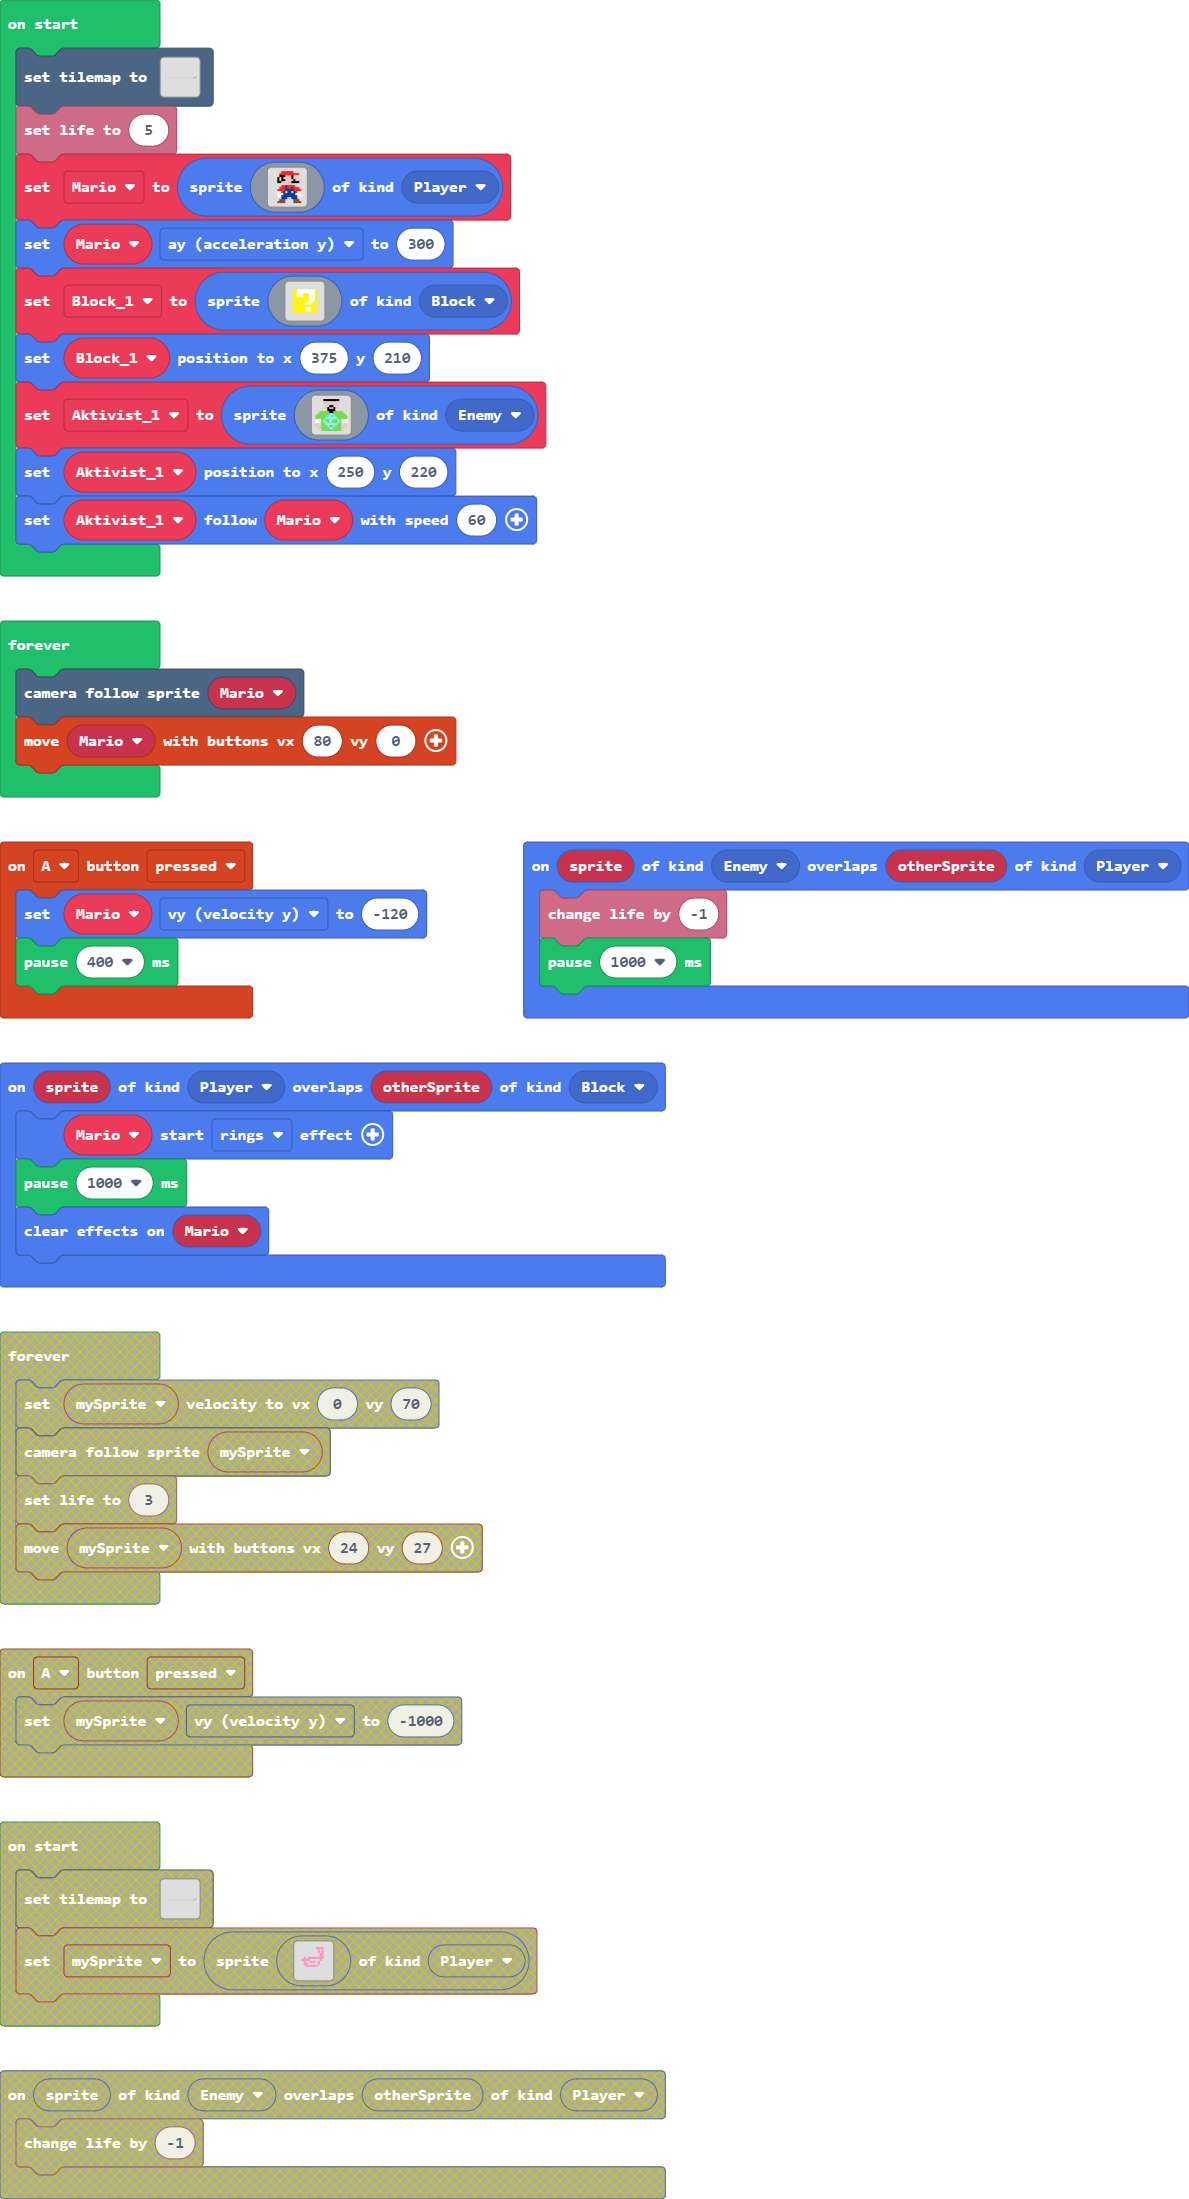 on start
set tilemap to
set life to 5
set Mario to sprite of kind Player
set Mario ay (acceleration y) to 300
set Block_1 to sprite ? of kind Block
set Block_1 position to x 375 y 210
set Aktivist_1 to sprite of kind Enemy
set Aktivist_1 position to x 250 y 220
set Aktivist_1 follow Mario with speed 60
forever
camera follow sprite Mario
move Mario with buttons vx 80 vy 0
on A button pressed
set Mario vy (velocity y) to -120
pause 400 ms
on sprite of kind Enemy overlaps otherSprite of kind Player
change life by -1
pause 1000 ms
on sprite of kind Player overlaps otherSprite of kind Block
Mario start rings effect
pause 1000 ms
clear effects on Mario
forever
set mySprite velocity to vx 0 vy 70
camera follow sprite mySprite
set life to 3
move mySprite with buttons vx 24 vy 27
on A button pressed
set mySprite vy (velocity y) to -1000
on start
set tilemap to
set mySprite to sprite of kind Player
on sprite of kind Enemy overlaps otherSprite of kind Player
change life by -1